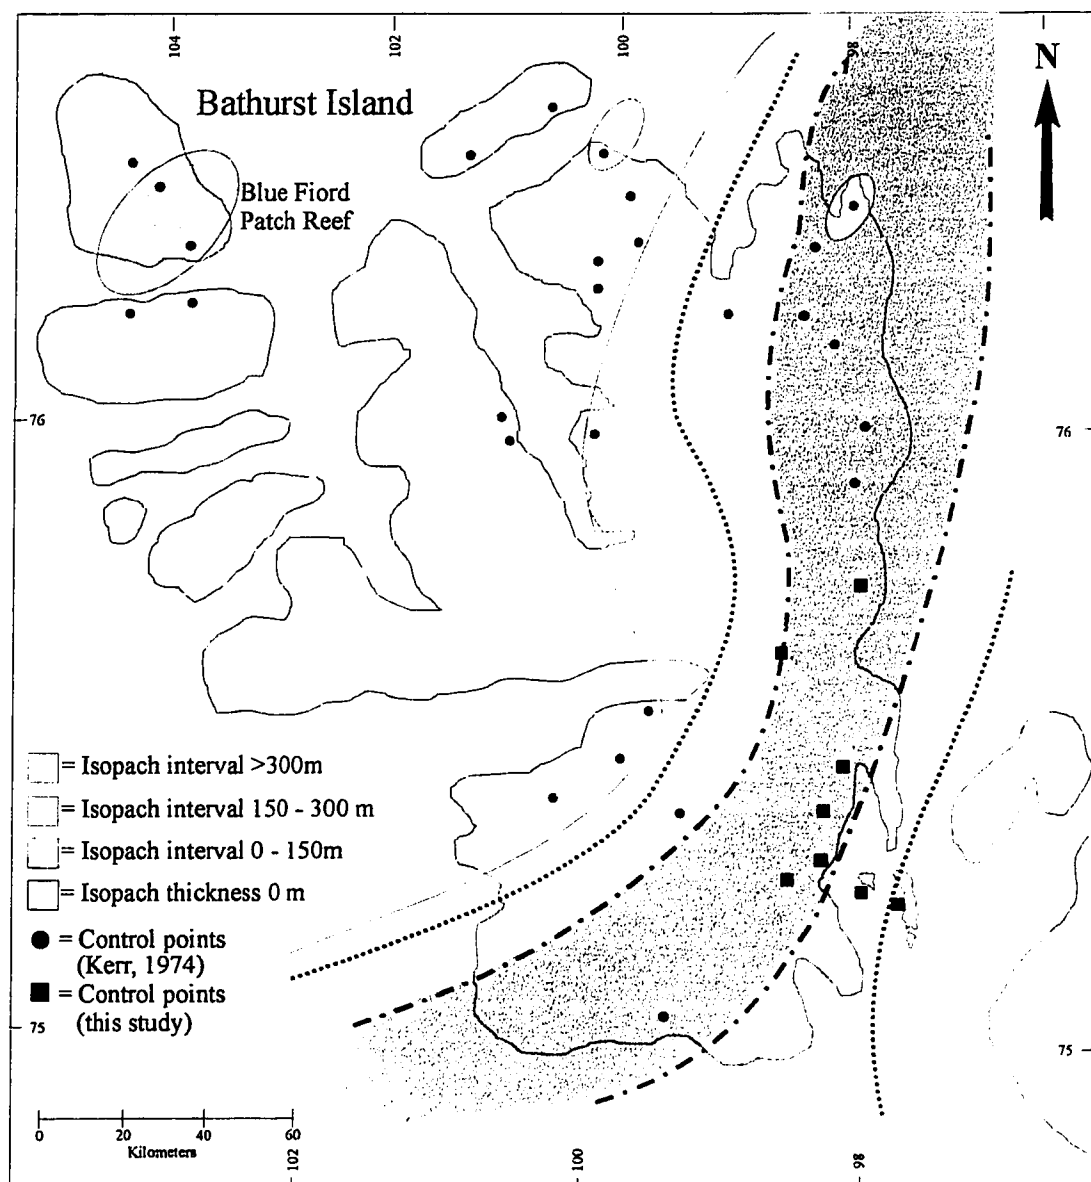 104
102
100
98
N
Bathurst Island
Blue Fiord
Patch Reef
76
76
= Isopach interval >300m
= Isopach interval 150 - 300 m
= Isopach interval 0 - 150m
= Isopach thickness 0 m
= Control points
(Kerr, 1974)
= Control points
(this study)
75
75
0 20 40 60
Kilometers
102
100
98